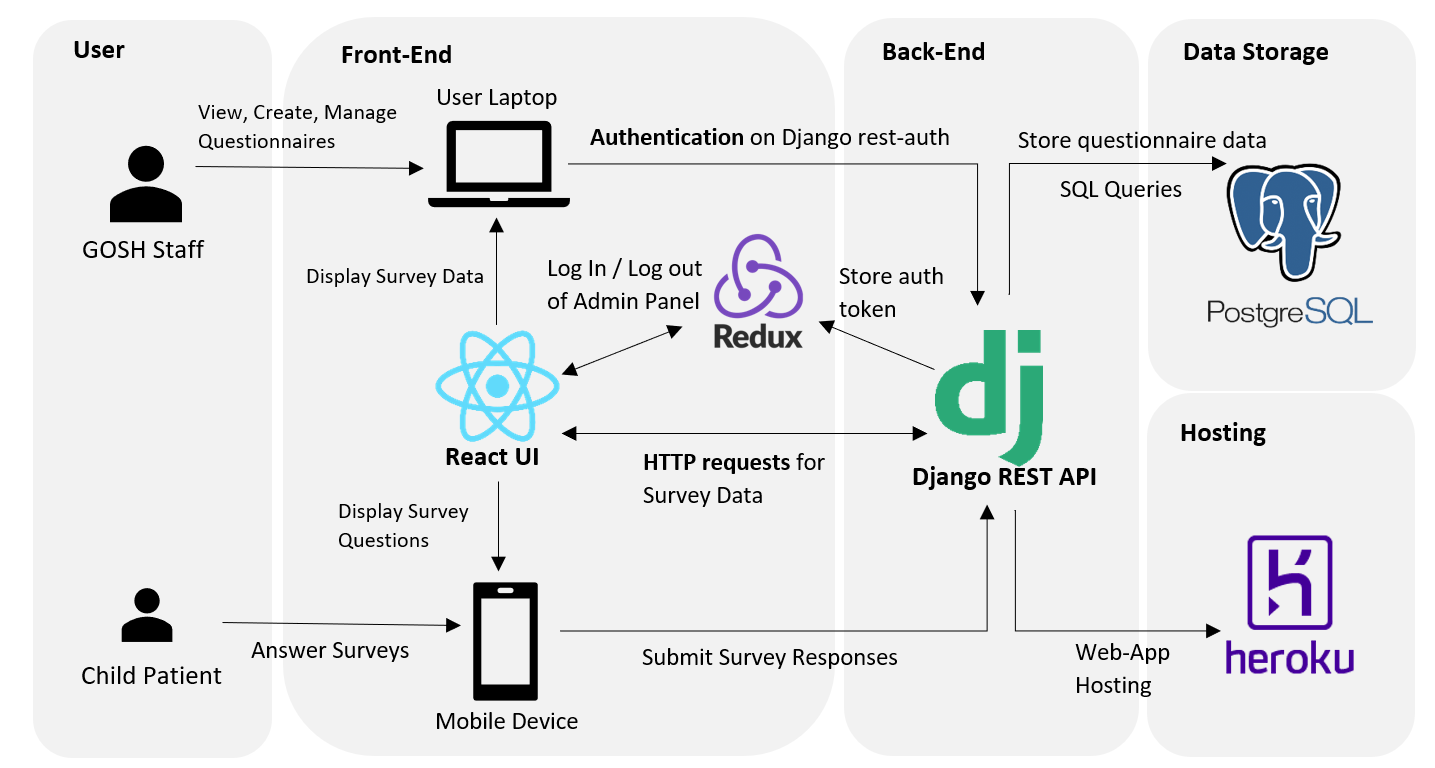 User
Front-End
Back-End
Data Storage
User Laptop
View, Create, Manage
Questionnaires
Authentication on Django rest-auth
Store questionnaire data
SQL Queries
GOSH Staff
Display Survey Data
Log In / Log out
of Admin Panel
Store auth
token
Redux
PostgreSQL
React UI
HTTP requests for
Survey Data
Django REST API
Hosting
Display Survey
Questions
Child Patient
Answer Surveys
Submit Survey Responses
Mobile Device
Web-App
Hosting
heroku
dj